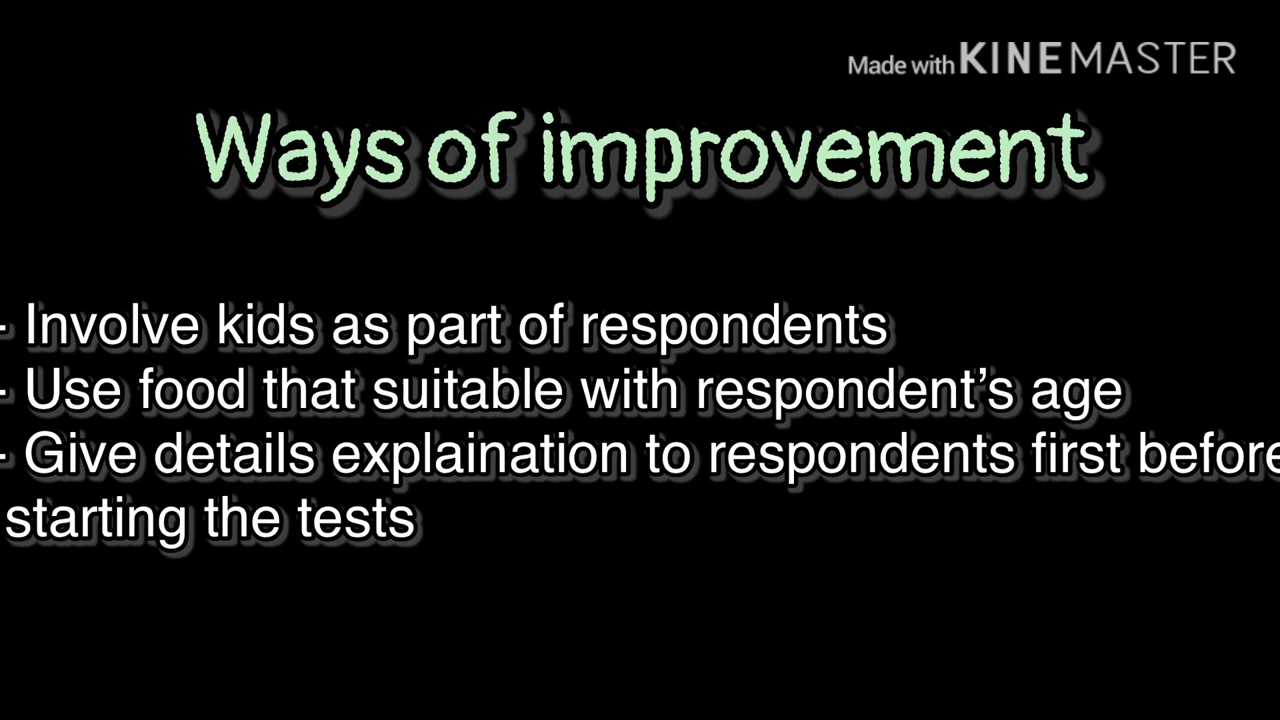 Made with KINEMASTER
Ways of improvement
- Involve kids as part of respondents
- Use food that suitable with respondent’s age
- Give details explaination to respondents first before
starting the tests